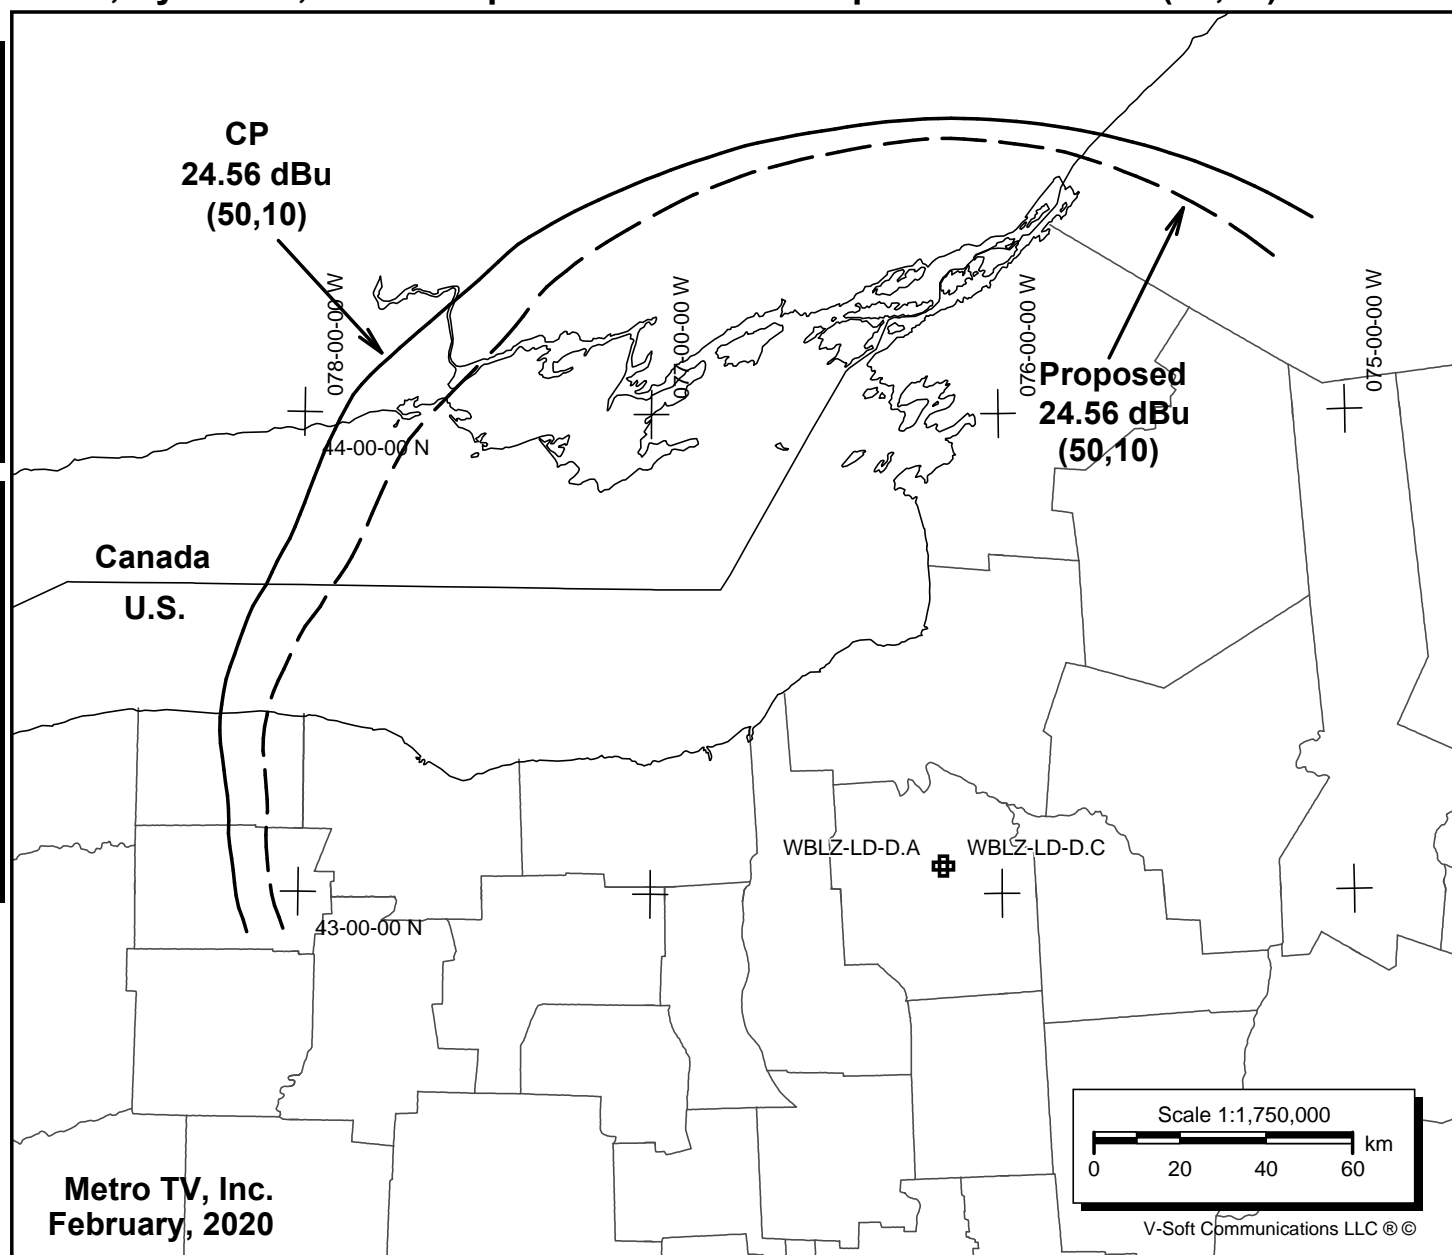 CP
24.56 dBu
(50,10)
078-00-00 W
077-00-00 W
076-00-00 W
075-00-00 W
Proposed
24.56 dBu
(50,10)
44-00-00 N
Canada
U.S.
WBLZ-LD-D.A
WBLZ-LD-D.C
43-00-00 N
Scale 1:1,750,000
km
0 20 40 60
Metro TV, Inc.
February, 2020
V-Soft Communications LLC ® ©